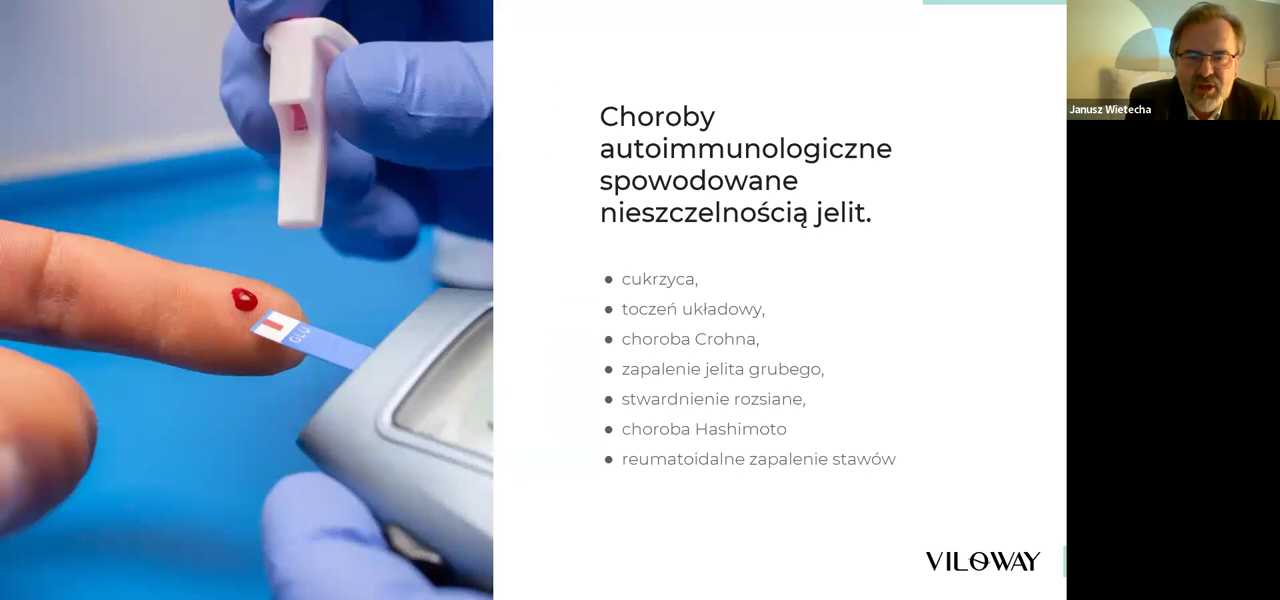 Choroby
autoimmunologiczne
spowodowane
nieszczelnością jelit.
● cukrzyca,
● toczeń układowy,
● choroba Crohna,
● zapalenie jelita grubego,
● stwardnienie rozsiane,
● choroba Hashimoto
● reumatoidalne zapalenie stawów
VILOWAY
Janusz Wietecha
GLU